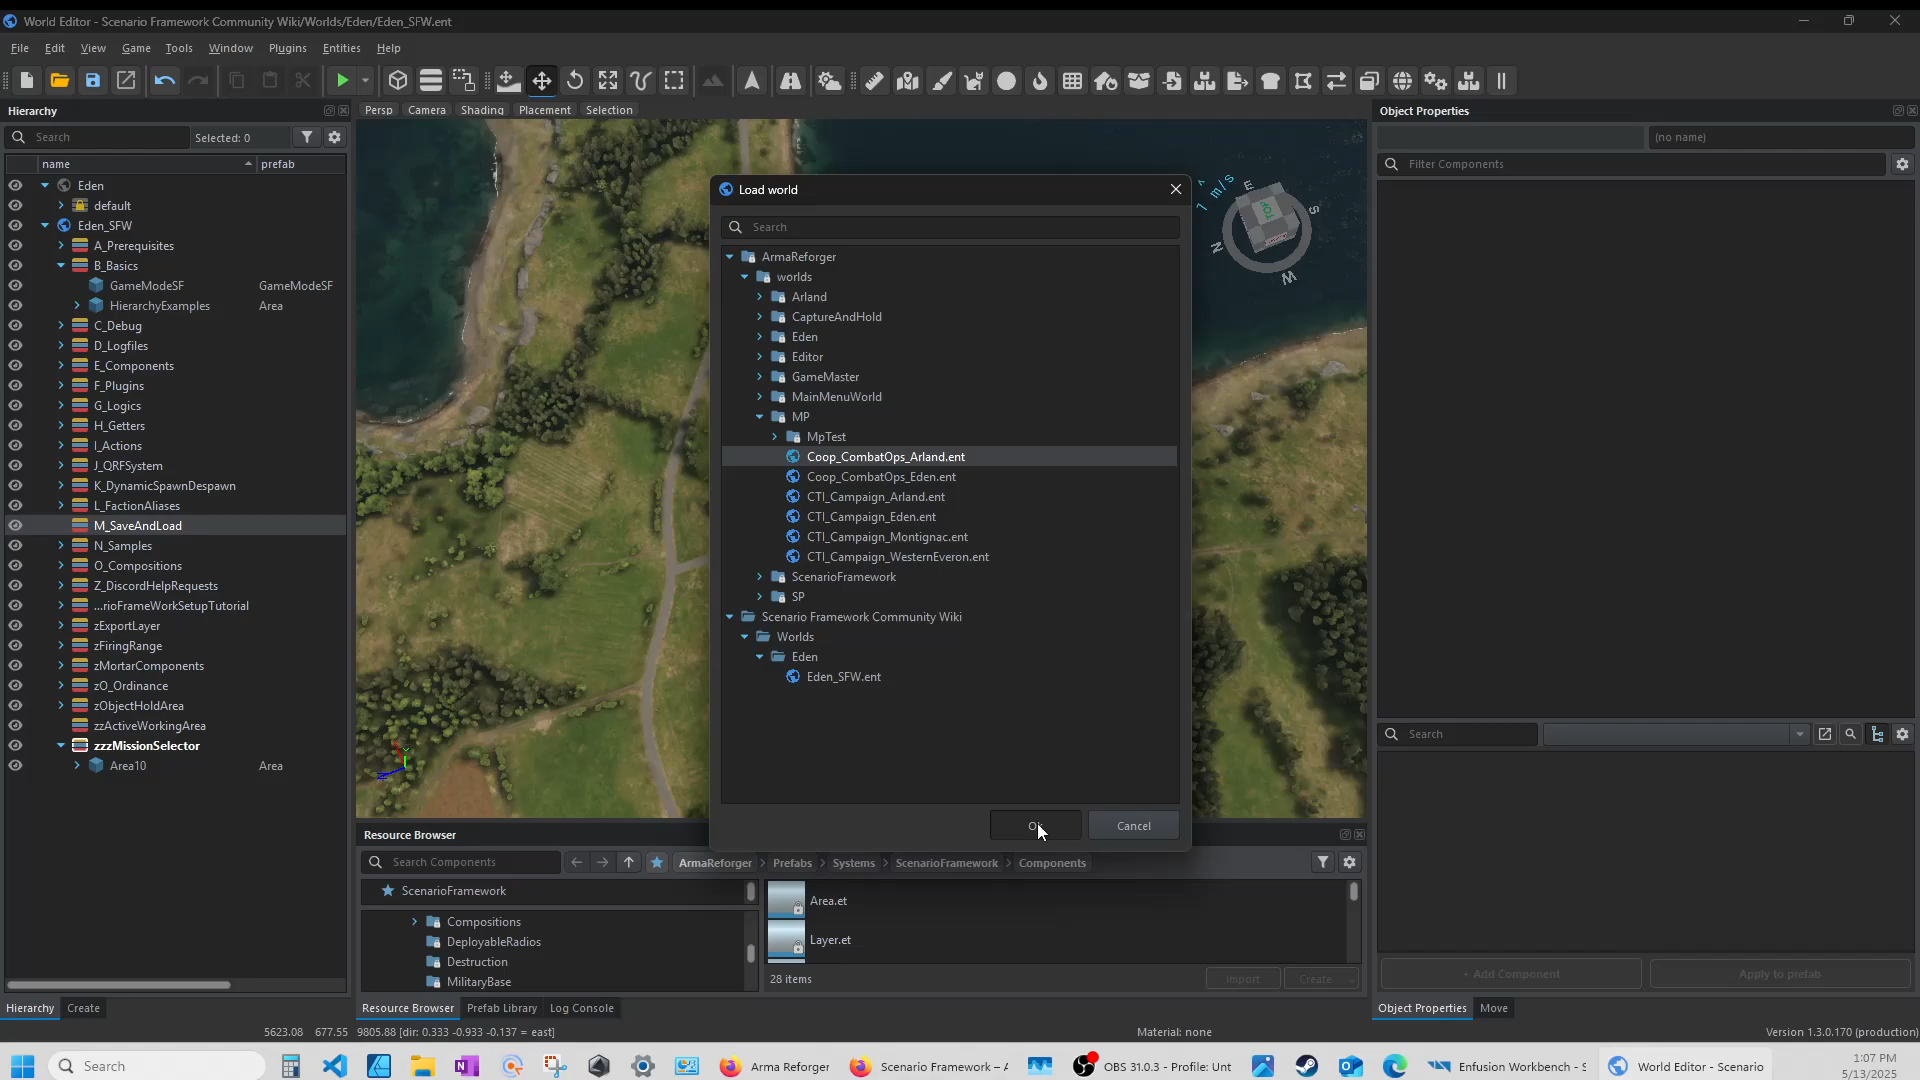 World Editor - Scenario Framework Community Wiki/Worlds/Eden/Eden_SFW.ent
File Edit View Game Tools Window Plugins Entities Help
Hierarchy
Persp Camera Shading Placement Selection
Object Properties
Search Selected: 0
(no name)
name prefab
Filter Components
Eden
default
Eden_SFW
A_Prerequisites
B_Basics
GameModeSF GameModeSF
HierarchyExamples Area
C_Debug
D_Logfiles
E_Components
F_Plugins
G_Logics
H_Getters
I_Actions
J_QRFSystem
K_DynamicSpawnDespawn
L_FactionAliases
M_SaveAndLoad
N_Samples
O_Compositions
Z_DiscordHelpRequests
...rioFrameWorkSetupTutorial
zExportLayer
zFiringRange
zMortarComponents
zO_Ordinance
zObjectHoldArea
zzActiveWorkingArea
zzzMissionSelector
Area10 Area
Load world
Search
ArmaReforger
worlds
Arland
CaptureAndHold
Eden
Editor
GameMaster
MainMenuWorld
MP
MpTest
Coop_CombatOps_Arland.ent
Coop_CombatOps_Eden.ent
CTI_Campaign_Arland.ent
CTI_Campaign_Eden.ent
CTI_Campaign_Montignac.ent
CTI_Campaign_WesternEveron.ent
ScenarioFramework
SP
Scenario Framework Community Wiki
Worlds
Eden
Eden_SFW.ent
Ok Cancel
1 m/s
E
S
TOP
N
W
Search
Resource Browser
Search Components ArmaReforger Prefabs Systems ScenarioFramework Components
ScenarioFramework
Compositions
DeployableRadios
Destruction
MilitaryBase
Area.et
Layer.et
28 items Import Create
+ Add Component Apply to prefab
Hierarchy Create
Resource Browser Prefab Library Log Console
Object Properties Move
5623.08 677.55 9805.88 [dir: 0.333 -0.933 -0.137 = east]
Material: none
Version 1.3.0.170 (production)
Search
Arma Reforger
Scenario Framework – A
OBS 31.0.3 - Profile: Unt
Enfusion Workbench - S
World Editor - Scenario
1:07 PM
5/13/2025